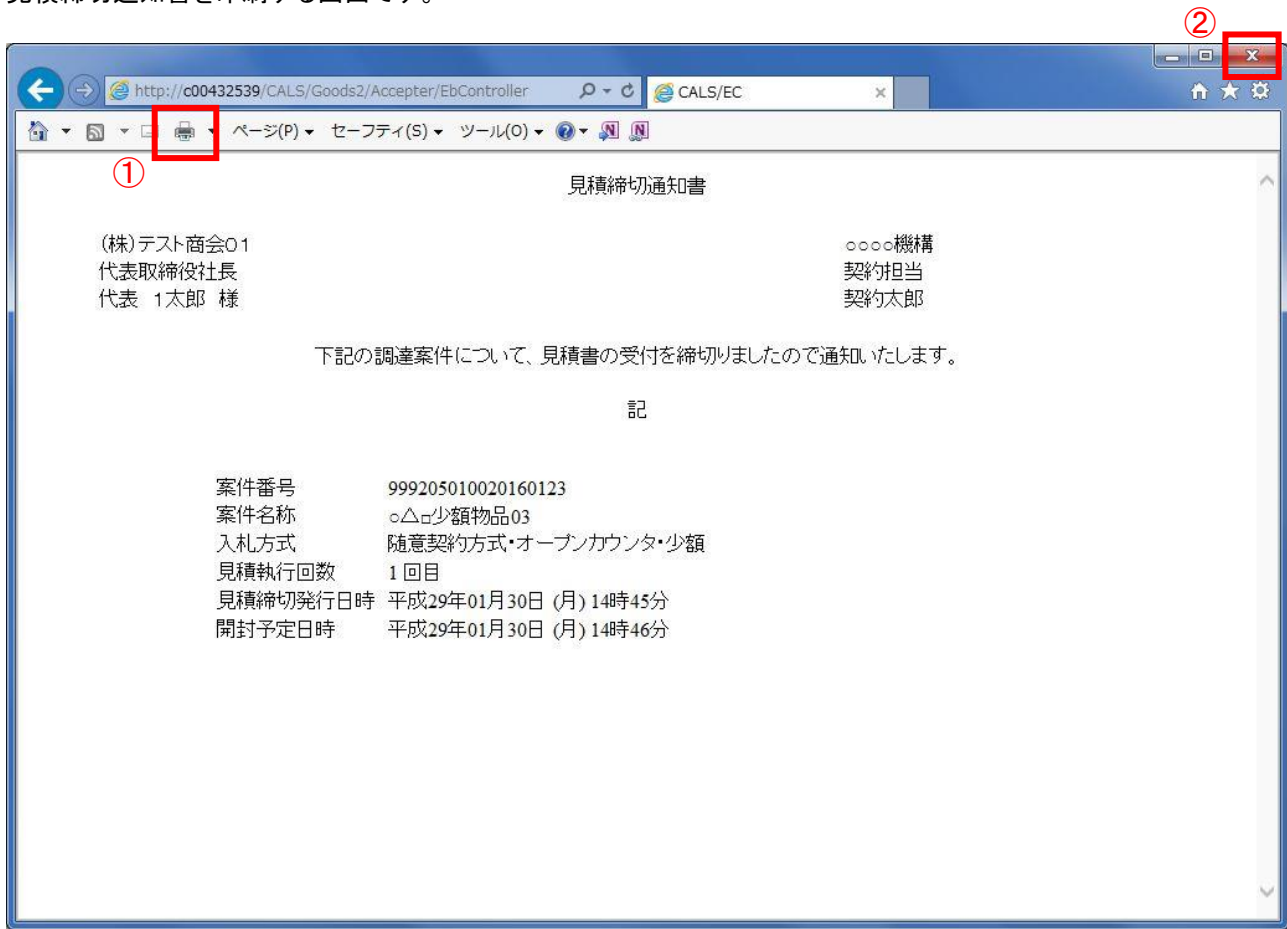 見積締切通知書を印刷する画面です。
②
http://c00432539/CALS/Goods2/Accepter/EbController
CALS/EC
ページ(P) セーフティ(S) ツール(O)
①
見積締切通知書
(株)テスト商会01
○○○○機構
代表取締役社長
契約担当
代表 1太郎 様
契約太郎
下記の調達案件について、見積書の受付を締切りましたので通知いたします。
記
案件番号 999205010020160123
案件名称 ○△□少額物品03
入札方式 随意契約方式・オープンカウンタ・少額
見積執行回数 1回目
見積締切発行日時 平成29年01月30日 (月) 14時45分
開封予定日時 平成29年01月30日 (月) 14時46分